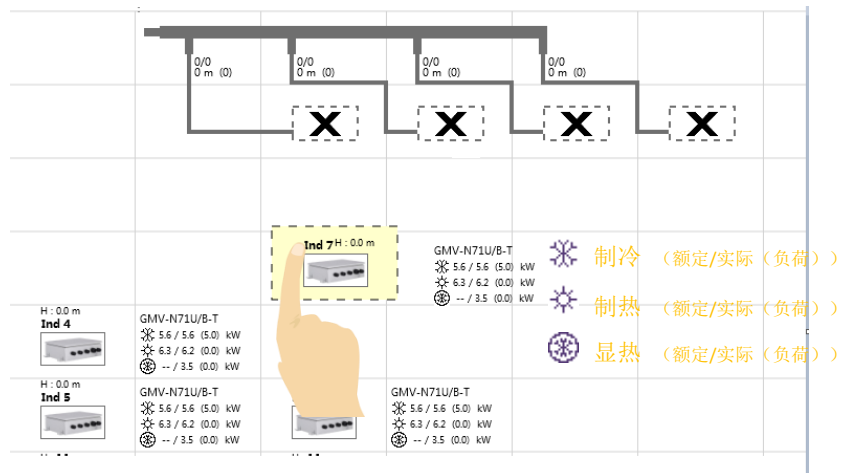 0/0
0 m (0)
0/0
0 m (0)
0/0
0 m (0)
0/0
0 m (0)
X
X
X
X
Ind 7 H : 0.0 m
GMV-N71U/B-T
5.6 / 5.6 (5.0) kW
6.3 / 6.2 (0.0) kW
-- / 3.5 (0.0) kW
制冷 （额定/实际（负荷））
制热 （额定/实际（负荷））
显热 （额定/实际（负荷））
H : 0.0 m
Ind 4
GMV-N71U/B-T
5.6 / 5.6 (5.0) kW
6.3 / 6.2 (0.0) kW
-- / 3.5 (0.0) kW
H : 0.0 m
Ind 5
GMV-N71U/B-T
5.6 / 5.6 (5.0) kW
6.3 / 6.2 (0.0) kW
-- / 3.5 (0.0) kW
GMV-N71U/B-T
5.6 / 5.6 (5.0) kW
6.3 / 6.2 (0.0) kW
-- / 3.5 (0.0) kW